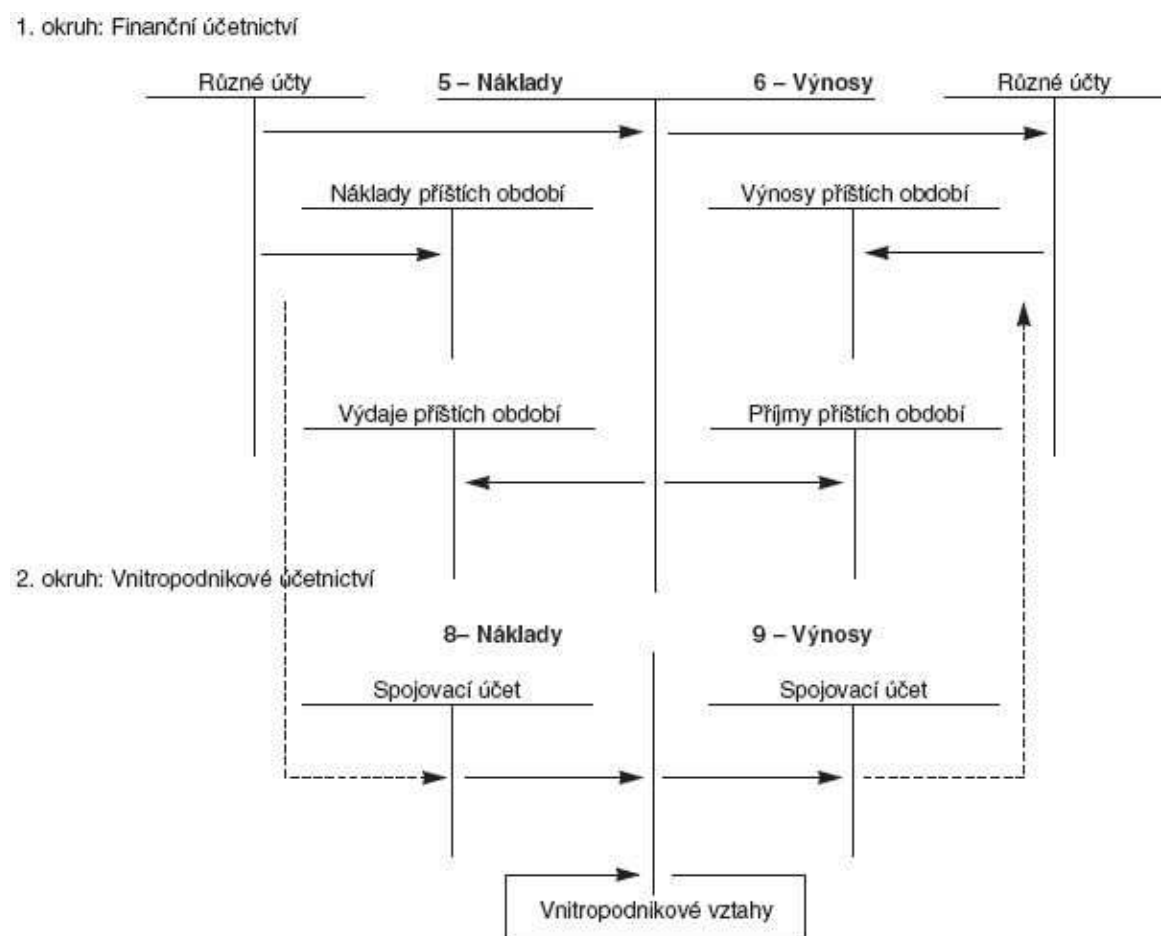 1. okruh: Finanční účetnictví
Různé účty
5 – Náklady
6 – Výnosy
Různé účty
Náklady příštích období
Výnosy příštích období
Výdaje příštích období
Příjmy příštích období
2. okruh: Vnitropodnikové účetnictví
8– Náklady
9 – Výnosy
Spojovací účet
Spojovací účet
Vnitropodnikové vztahy